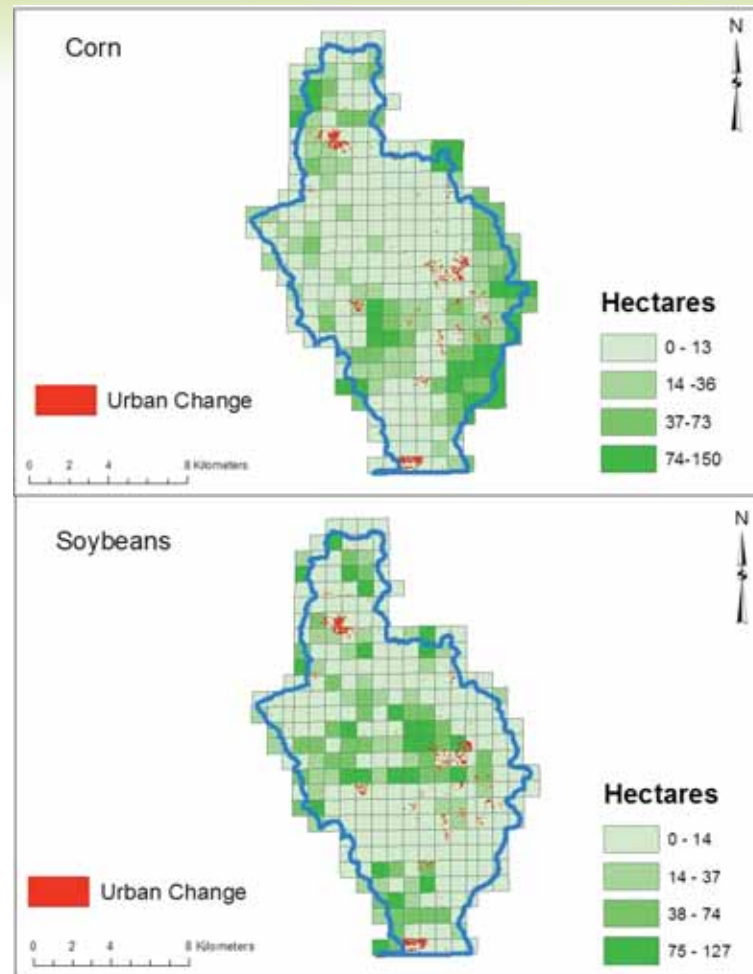 Corn
N
Hectares
0 - 13
14 -36
37-73
74-150
Urban Change
0 2 4 8 Kilometers
Soybeans
N
Hectares
0 - 14
14 - 37
38 - 74
75 - 127
Urban Change
0 2 4 8 Kilometers